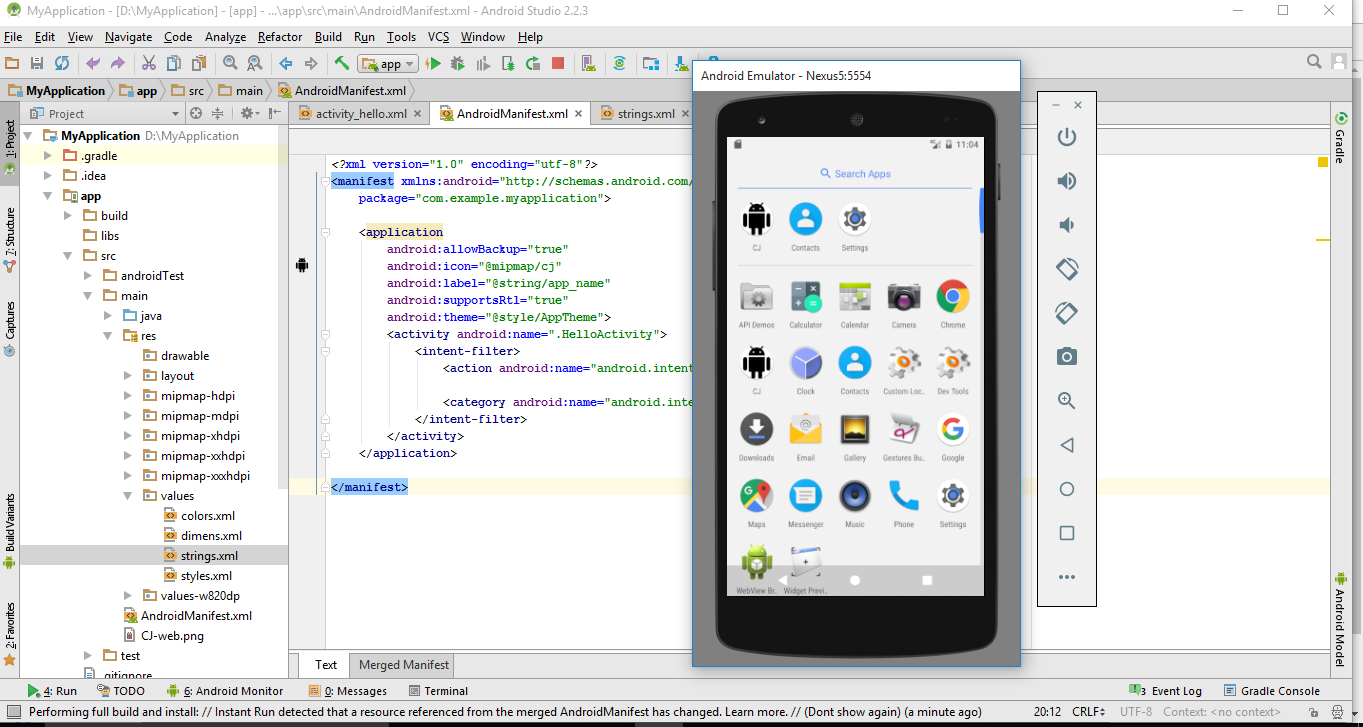 MyApplication - [D:\MyApplication] - [app] - ...\app\src\main\AndroidManifest.xml - Android Studio 2.2.3
File Edit View Navigate Code Analyze Refactor Build Run Tools VCS Window Help
app
MyApplication app src main AndroidManifest.xml
Project
activity_hello.xml AndroidManifest.xml strings.xml
1: Project
7: Structure
Captures
Build Variants
2: Favorites
MyApplication D:\MyApplication
.gradle
.idea
app
build
libs
src
androidTest
main
java
res
drawable
layout
mipmap-hdpi
mipmap-mdpi
mipmap-xhdpi
mipmap-xxhdpi
mipmap-xxxhdpi
values
colors.xml
dimens.xml
strings.xml
styles.xml
values-w820dp
AndroidManifest.xml
CJ-web.png
test
.gitignore
<?xml version="1.0" encoding="utf-8"?>
<manifest xmlns:android="http://schemas.android.com/
package="com.example.myapplication">
<application
android:allowBackup="true"
android:icon="@mipmap/cj"
android:label="@string/app_name"
android:supportsRtl="true"
android:theme="@style/AppTheme">
<activity android:name=".HelloActivity">
<intent-filter>
<action android:name="android.intent
<category android:name="android.inte
</intent-filter>
</activity>
</application>
</manifest>
Text Merged Manifest
Android Emulator - Nexus5:5554
11:04
Search Apps
CJ Contacts Settings
API Demos Calculator Calendar Camera Chrome
CJ Clock Contacts Custom Loc.. Dev Tools
Downloads Email Gallery Gestures Bu.. Google
Maps Messenger Music Phone Settings
WebView Br.. Widget Previ..
Gradle
Android Model
4: Run TODO 6: Android Monitor 0: Messages Terminal 3 Event Log Gradle Console
Performing full build and install: // Instant Run detected that a resource referenced from the merged AndroidManifest has changed. Learn more. // (Dont show again) (a minute ago) 20:12 CRLF UTF-8 Context: <no context>